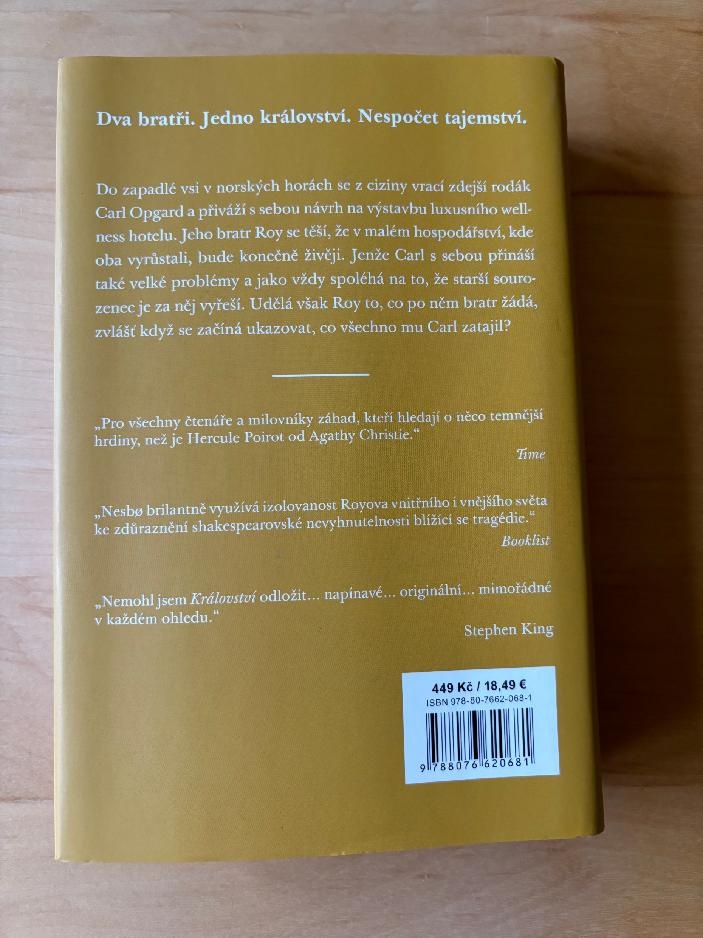 Dva bratři. Jedno království. Nespočet tajemství.
Do zapadlé vsi v norských horách se z ciziny vrací zdejší rodák
Carl Opgard a přiváží s sebou návrh na výstavbu luxusního well-
ness hotelu. Jeho bratr Roy se těší, že v malém hospodářství, kde
oba vyrůstali, bude konečně živěji. Jenže Carl s sebou přináší
také velké problémy a jako vždy spoléhá na to, že starší souro-
zenec je za něj vyřeší. Udělá však Roy to, co po něm bratr žádá,
zvlášť když se začíná ukazovat, co všechno mu Carl zatajil?
„Pro všechny čtenáře a milovníky záhad, kteří hledají o něco temnější
hrdiny, než je Hercule Poirot od Agathy Christie.“
Time
„Nesbø brilantně využívá izolovanost Royova vnitřního i vnějšího světa
ke zdůraznění shakespearovské nevyhnutelnosti blížící se tragédie.“
Booklist
„Nemohl jsem Království odložit... napínavé... originální... mimořádné
v každém ohledu.“
Stephen King
449 Kč / 18,49 €
ISBN 978-80-7662-068-1
9 788076 620681